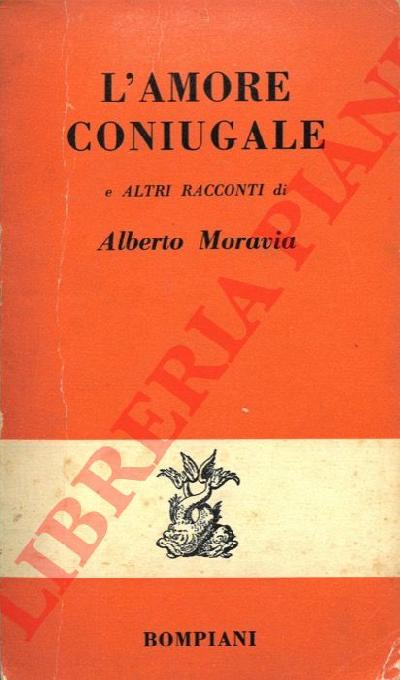 L'AMORE
CONIUGALE
e ALTRI RACCONTI di
Alberto Moravia
BOMPIANI
LIBRERIA PIANI